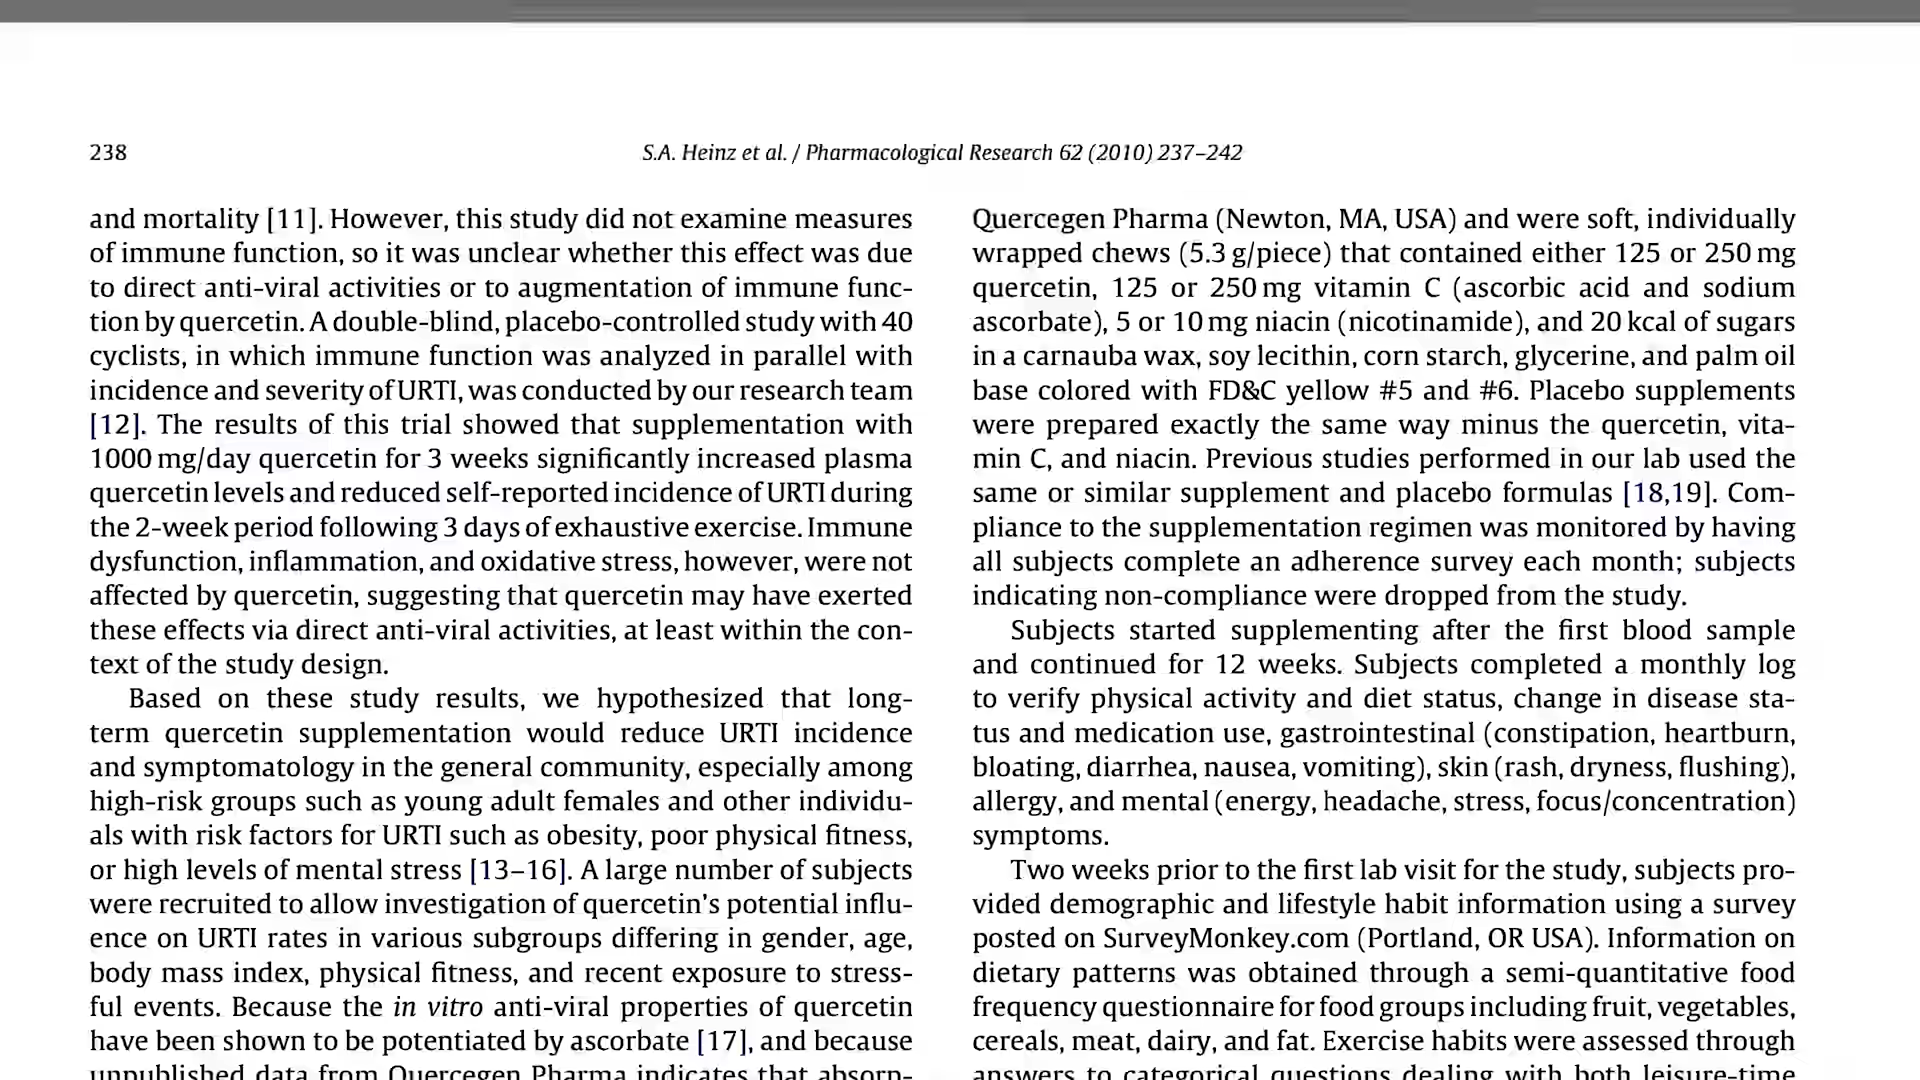 238
S.A. Heinz et al. / Pharmacological Research 62 (2010) 237–242
and mortality [11]. However, this study did not examine measures
of immune function, so it was unclear whether this effect was due
to direct anti-viral activities or to augmentation of immune func-
tion by quercetin. A double-blind, placebo-controlled study with 40
cyclists, in which immune function was analyzed in parallel with
incidence and severity of URTI, was conducted by our research team
[12]. The results of this trial showed that supplementation with
1000 mg/day quercetin for 3 weeks significantly increased plasma
quercetin levels and reduced self-reported incidence of URTI during
the 2-week period following 3 days of exhaustive exercise. Immune
dysfunction, inflammation, and oxidative stress, however, were not
affected by quercetin, suggesting that quercetin may have exerted
these effects via direct anti-viral activities, at least within the con-
text of the study design.
Based on these study results, we hypothesized that long-
term quercetin supplementation would reduce URTI incidence
and symptomatology in the general community, especially among
high-risk groups such as young adult females and other individu-
als with risk factors for URTI such as obesity, poor physical fitness,
or high levels of mental stress [13–16]. A large number of subjects
were recruited to allow investigation of quercetin's potential influ-
ence on URTI rates in various subgroups differing in gender, age,
body mass index, physical fitness, and recent exposure to stress-
ful events. Because the in vitro anti-viral properties of quercetin
have been shown to be potentiated by ascorbate [17], and because
unpublished data from Quercegen Pharma indicates that absorp-
Quercegen Pharma (Newton, MA, USA) and were soft, individually
wrapped chews (5.3 g/piece) that contained either 125 or 250 mg
quercetin, 125 or 250 mg vitamin C (ascorbic acid and sodium
ascorbate), 5 or 10 mg niacin (nicotinamide), and 20 kcal of sugars
in a carnauba wax, soy lecithin, corn starch, glycerine, and palm oil
base colored with FD&C yellow #5 and #6. Placebo supplements
were prepared exactly the same way minus the quercetin, vita-
min C, and niacin. Previous studies performed in our lab used the
same or similar supplement and placebo formulas [18,19]. Com-
pliance to the supplementation regimen was monitored by having
all subjects complete an adherence survey each month; subjects
indicating non-compliance were dropped from the study.
Subjects started supplementing after the first blood sample
and continued for 12 weeks. Subjects completed a monthly log
to verify physical activity and diet status, change in disease sta-
tus and medication use, gastrointestinal (constipation, heartburn,
bloating, diarrhea, nausea, vomiting), skin (rash, dryness, flushing),
allergy, and mental (energy, headache, stress, focus/concentration)
symptoms.
Two weeks prior to the first lab visit for the study, subjects pro-
vided demographic and lifestyle habit information using a survey
posted on SurveyMonkey.com (Portland, OR USA). Information on
dietary patterns was obtained through a semi-quantitative food
frequency questionnaire for food groups including fruit, vegetables,
cereals, meat, dairy, and fat. Exercise habits were assessed through
answers to categorical questions dealing with both leisure-time